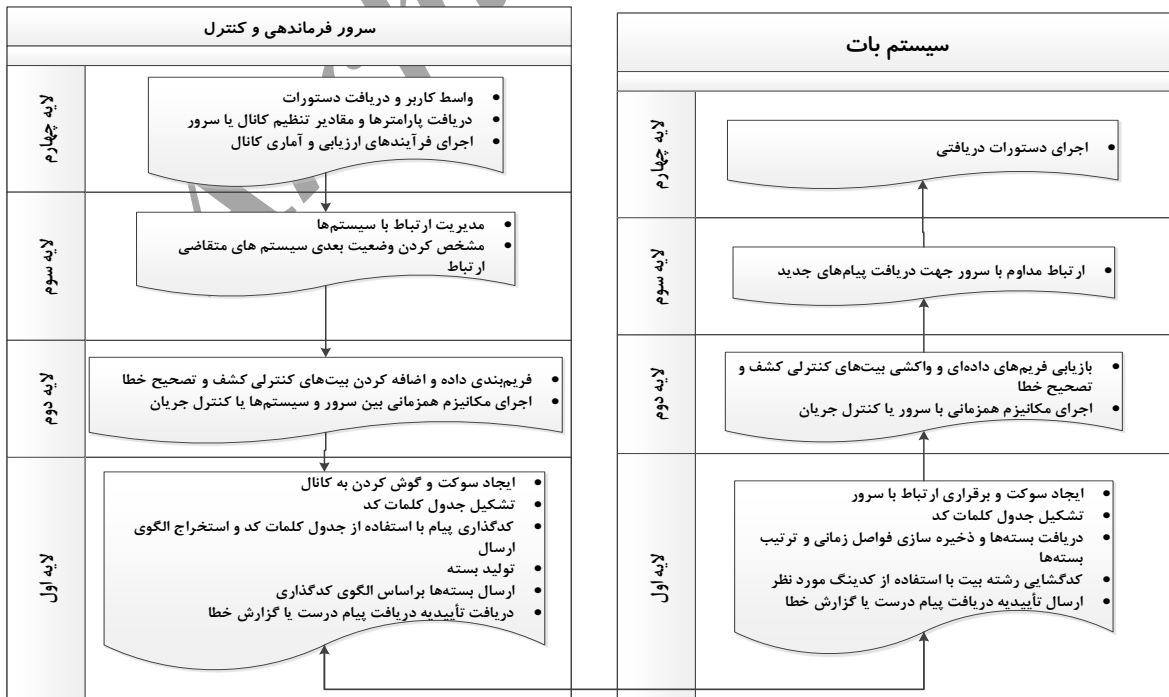 سرور فرماندهی و کنترل
لایه چهارم
واسط کاربر و دریافت دستورات
دریافت پارامترها و مقادیر تنظیم کانال یا سرور
اجرای فرآیندهای ارزیابی و آماری کانال
لایه سوم
مدیریت ارتباط با سیستم‌ها
مشخص کردن وضعیت بعدی سیستم های متقاضی
ارتباط
لایه دوم
فریم‌بندی داده و اضافه کردن بیت‌های کنترلی کشف و تصحیح خطا
اجرای مکانیزم همزمانی بین سرور و سیستم‌ها یا کنترل جریان
لایه اول
ایجاد سوکت و گوش کردن به کانال
تشکیل جدول کلمات کد
کدگذاری پیام با استفاده از جدول کلمات کد و استخراج الگوی
ارسال
تولید بسته
ارسال بسته‌ها براساس الگوی کدگذاری
دریافت تأییدیه دریافت پیام درست یا گزارش خطا
سیستم بات
لایه چهارم
اجرای دستورات دریافتی
لایه سوم
ارتباط مداوم با سرور جهت دریافت پیام‌های جدید
لایه دوم
بازیابی فریم‌های داده‌ای و واکشی بیت‌های کنترلی کشف و
تصحیح خطا
اجرای مکانیزم همزمانی با سرور یا کنترل جریان
لایه اول
ایجاد سوکت و برقراری ارتباط با سرور
تشکیل جدول کلمات کد
دریافت بسته‌ها و ذخیره سازی فواصل زمانی و ترتیب
بسته‌ها
کدگشایی رشته بیت با استفاده از کدینگ مورد نظر
ارسال تأییدیه دریافت پیام درست یا گزارش خطا